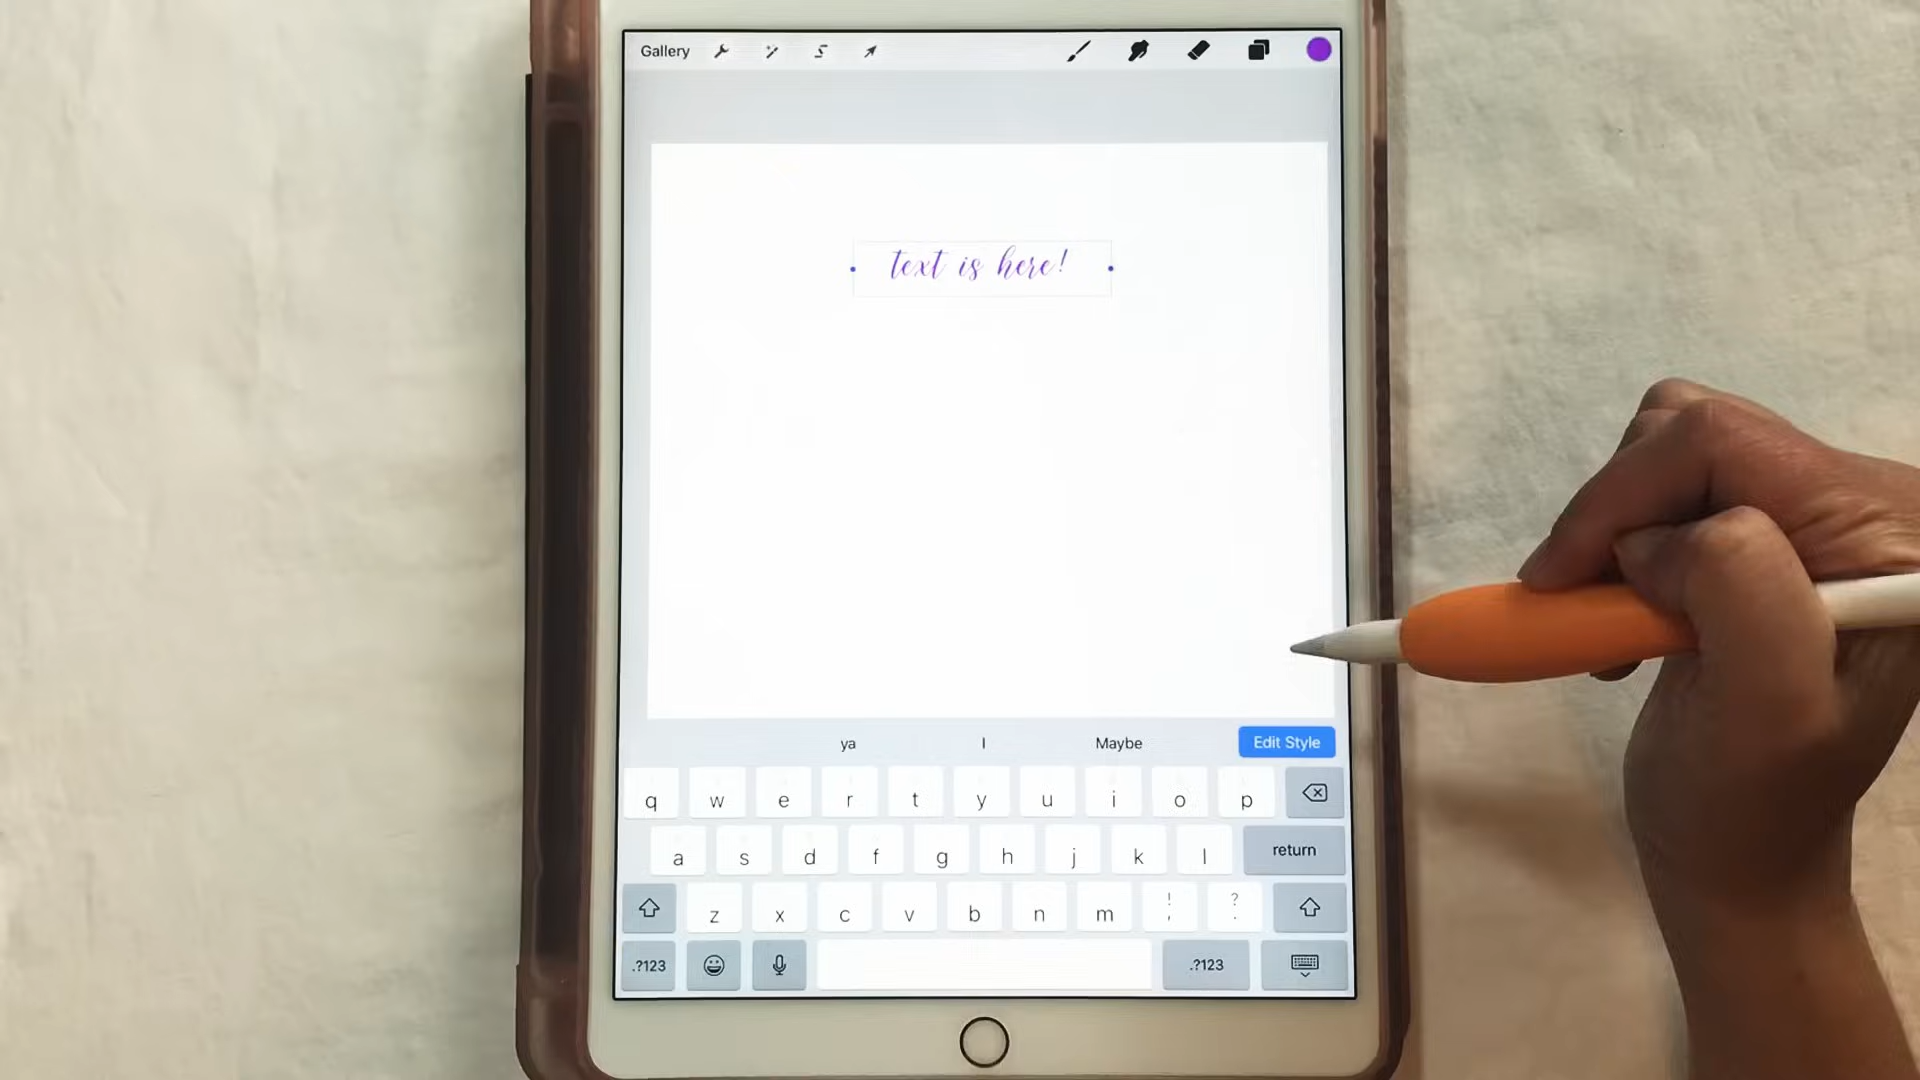 Gallery
text is here!
ya I Maybe Edit Style
q w e r t y u i o p
a s d f g h j k l return
z x c v b n m ! , ? .
.?123 .?123